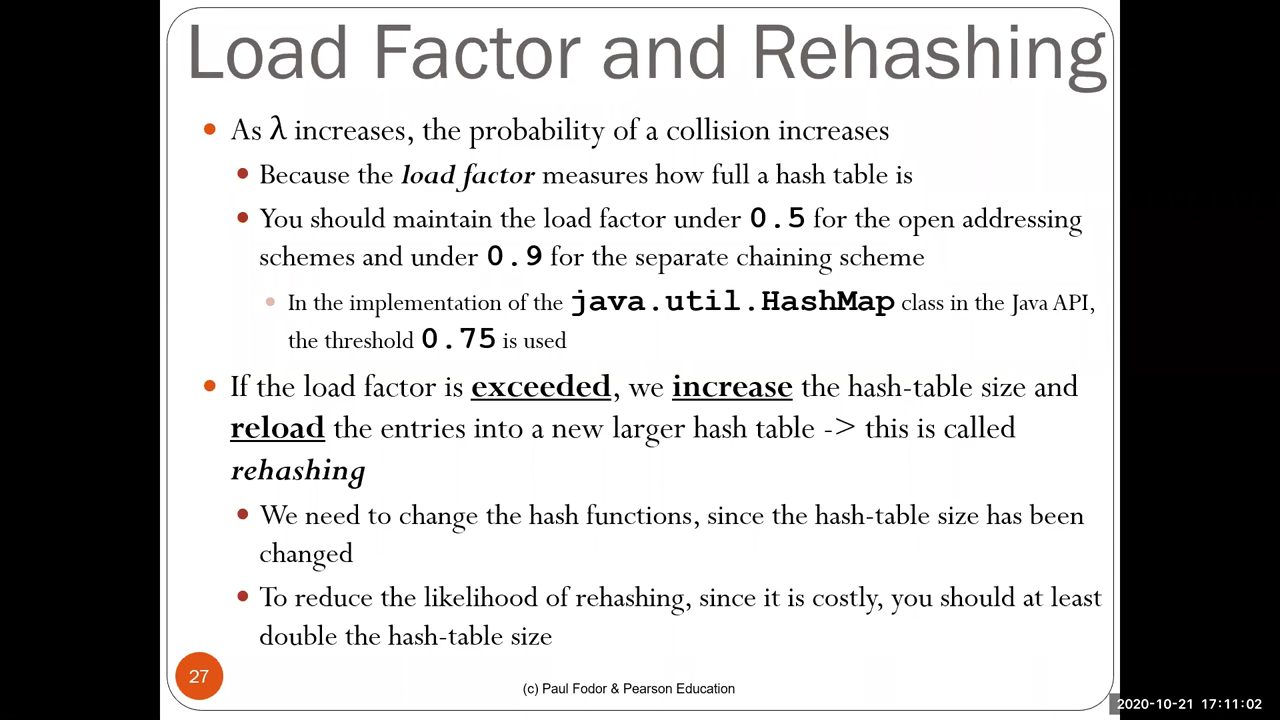 Load Factor and Rehashing
As λ increases, the probability of a collision increases
Because the load factor measures how full a hash table is
You should maintain the load factor under 0.5 for the open addressing
schemes and under 0.9 for the separate chaining scheme
In the implementation of the java.util.HashMap class in the Java API,
the threshold 0.75 is used
If the load factor is exceeded, we increase the hash-table size and
reload the entries into a new larger hash table -> this is called
rehashing
We need to change the hash functions, since the hash-table size has been
changed
To reduce the likelihood of rehashing, since it is costly, you should at least
double the hash-table size
27
(c) Paul Fodor & Pearson Education
2020-10-21 17:11:02